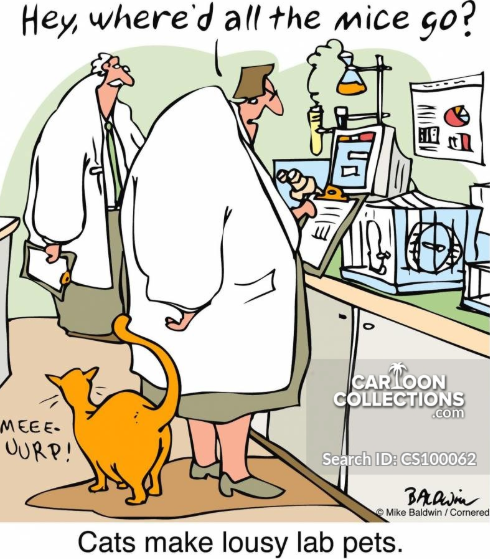 Hey, where'd all the mice go?
MEEE-
UURP!
CARTOON
COLLECTIONS
.com
Search ID: CS100062
BALDWIN
© Mike Baldwin / Cornered
Cats make lousy lab pets.